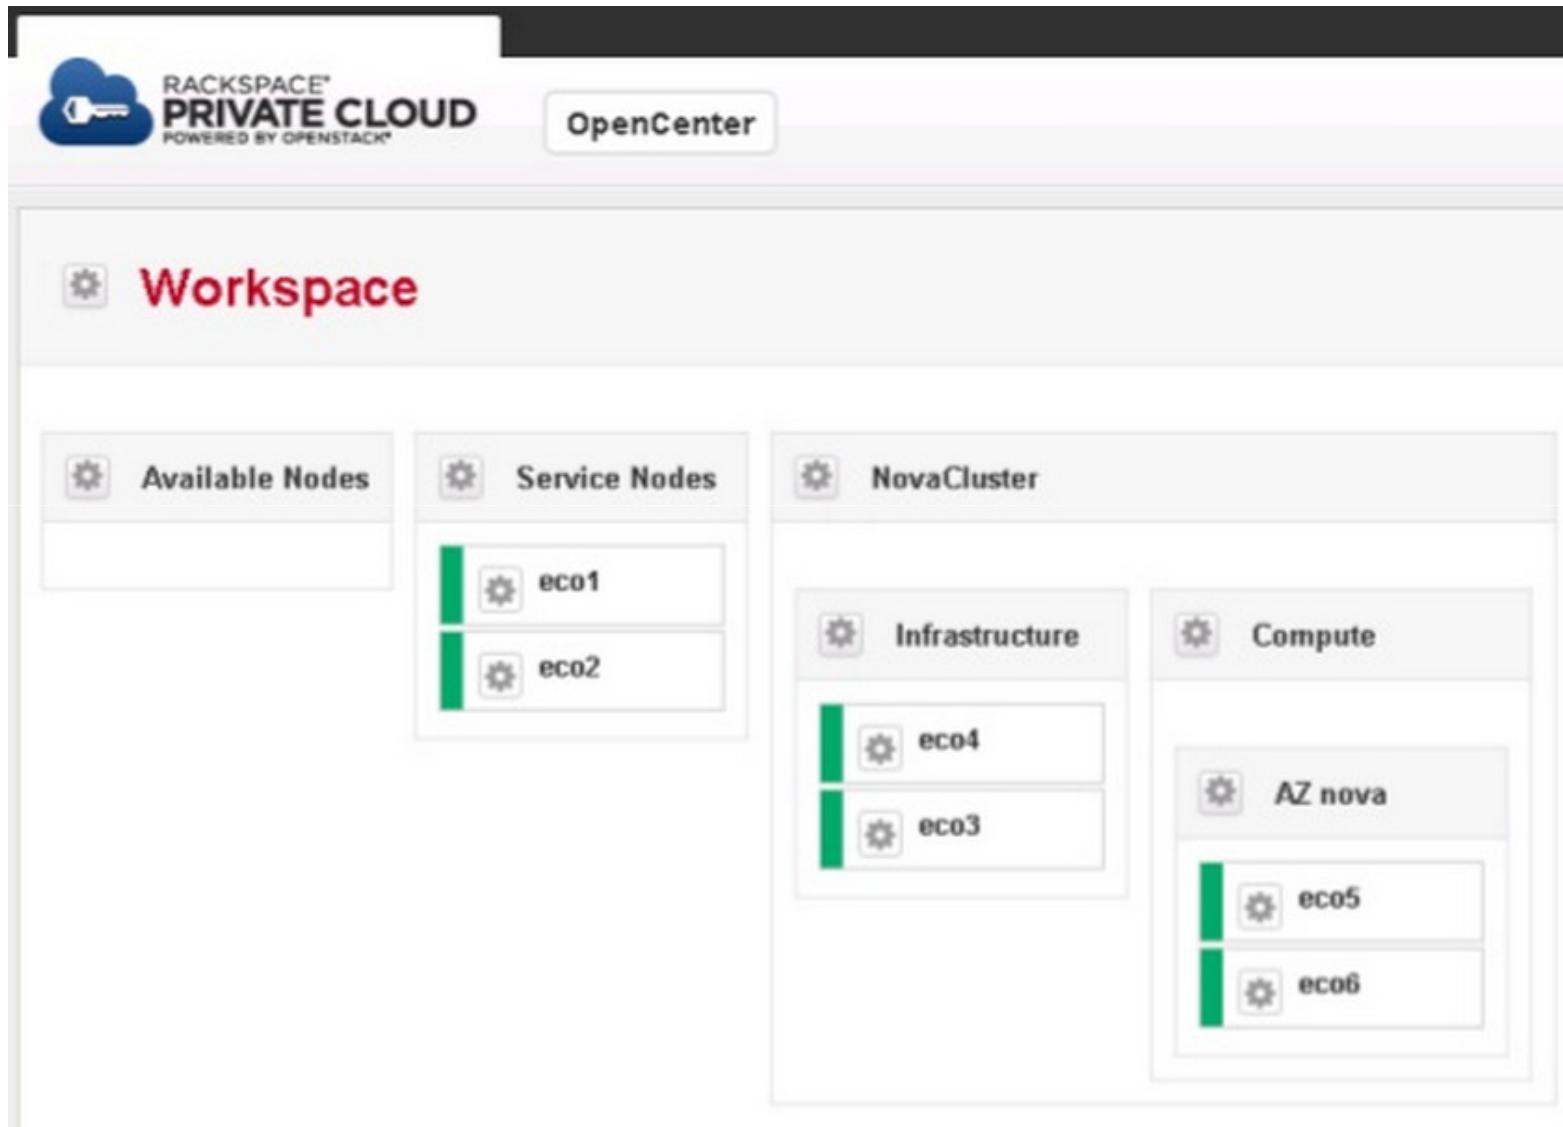 RACKSPACE®
PRIVATE CLOUD
POWERED BY OPENSTACK®
OpenCenter
Workspace
Available Nodes
Service Nodes
eco1
eco2
NovaCluster
Infrastructure
eco4
eco3
Compute
AZ nova
eco5
eco6